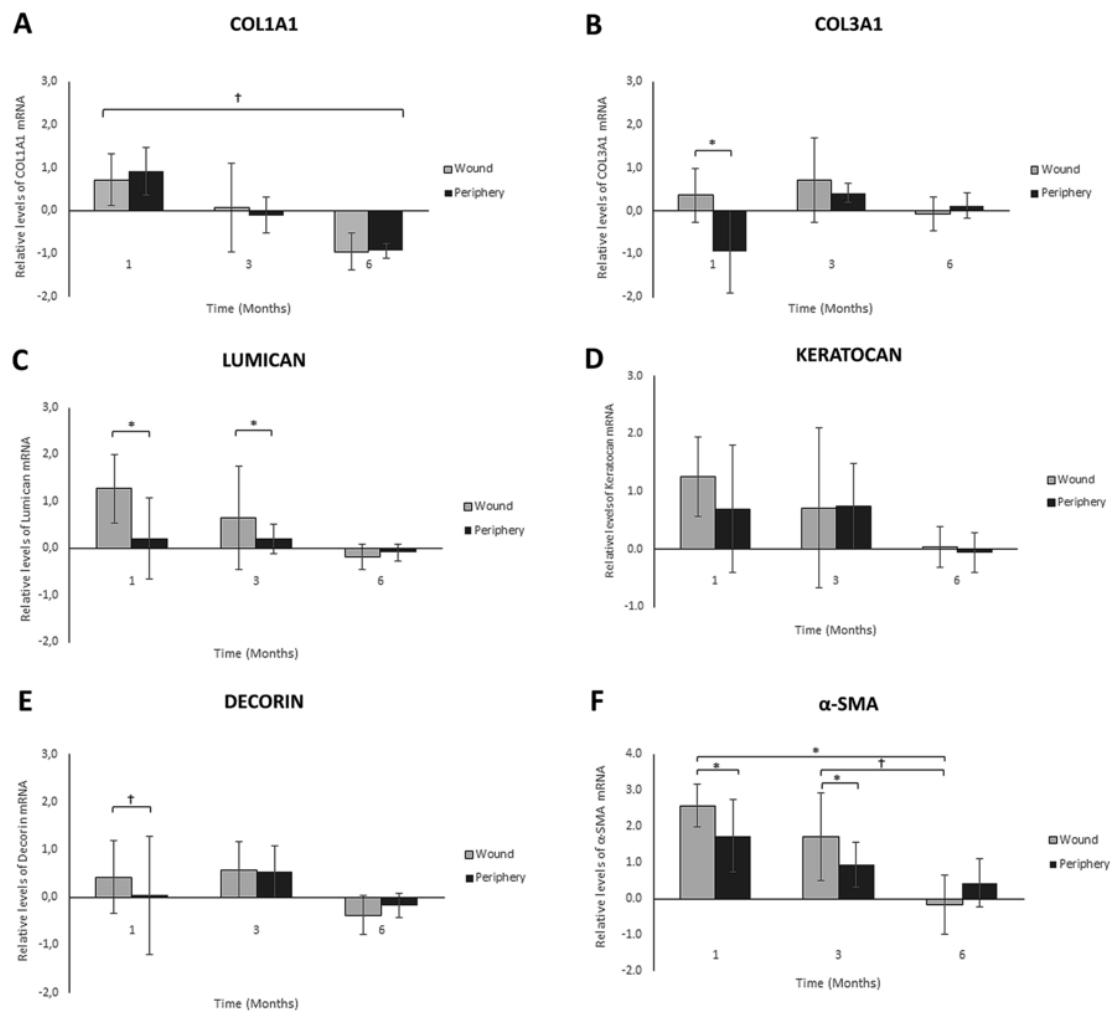 A
COL1A1
Relative levels of COL1A1 mRNA
3,0
2,0
1,0
0,0
-1,0
-2,0
†
1
3
6
Time (Months)
Wound
Periphery
B
COL3A1
Relative levels of COL3A1 mRNA
3,0
2,0
1,0
0,0
-1,0
-2,0
*
1
3
6
Time (Months)
Wound
Periphery
C
LUMICAN
Relative levels of Lumican mRNA
3,0
2,0
1,0
0,0
-1,0
-2,0
*
*
1
3
6
Time (Months)
Wound
Periphery
D
KERATOCAN
Relative levels of Keratocan mRNA
3.0
2.0
1.0
0.0
-1.0
1
3
6
Time (Months)
Wound
Periphery
E
DECORIN
Relative levels of Decorin mRNA
3,0
2,0
1,0
0,0
-1,0
-2,0
†
1
3
6
Time (Months)
Wound
Periphery
F
α-SMA
Relative levels of α-SMA mRNA
4.0
3.0
2.0
1.0
0.0
-1.0
-2.0
*
*
†
*
1
3
6
Time (Months)
Wound
Periphery